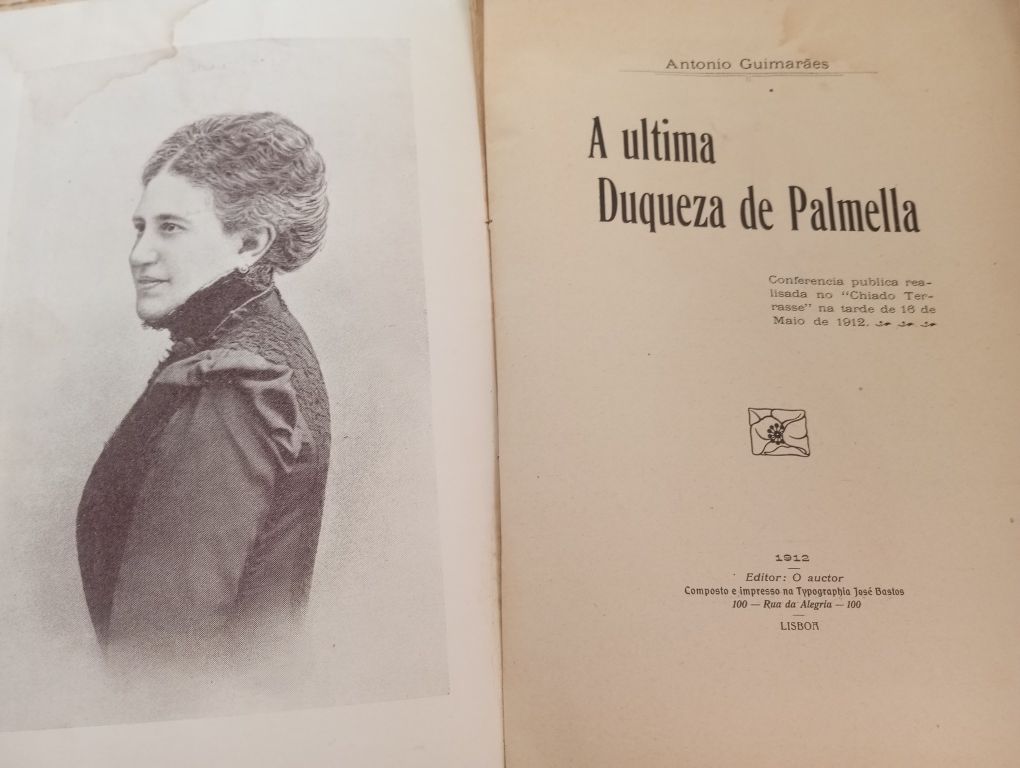 Antonio Guimarães
A ultima
Duqueza de Palmella
Conferencia publica rea-
lisada no "Chiado Ter-
rasse" na tarde de 16 de
Maio de 1912.
1912
Editor: O auctor
Composto e impresso na Typographia José Bastos
100 — Rua da Alegria — 100
LISBOA